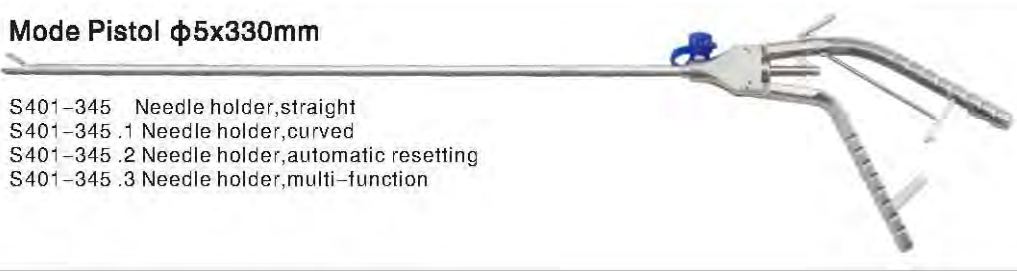 Mode Pistol φ5x330mm
S401-345 Needle holder,straight
S401-345 .1 Needle holder,curved
S401-345 .2 Needle holder,automatic resetting
S401-345 .3 Needle holder,multi-function